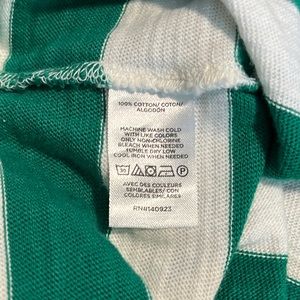 100% COTTON/ COTON/
ALGODÓN
MACHINE WASH COLD
WITH LIKE COLORS
ONLY NON-CHLORINE
BLEACH WHEN NEEDED
TUMBLE DRY LOW
COOL IRON WHEN NEEDED
30
P
AVEC DES COULEURS
SEMBLABLES/ CON
COLORES SIMILARES
RN#140923